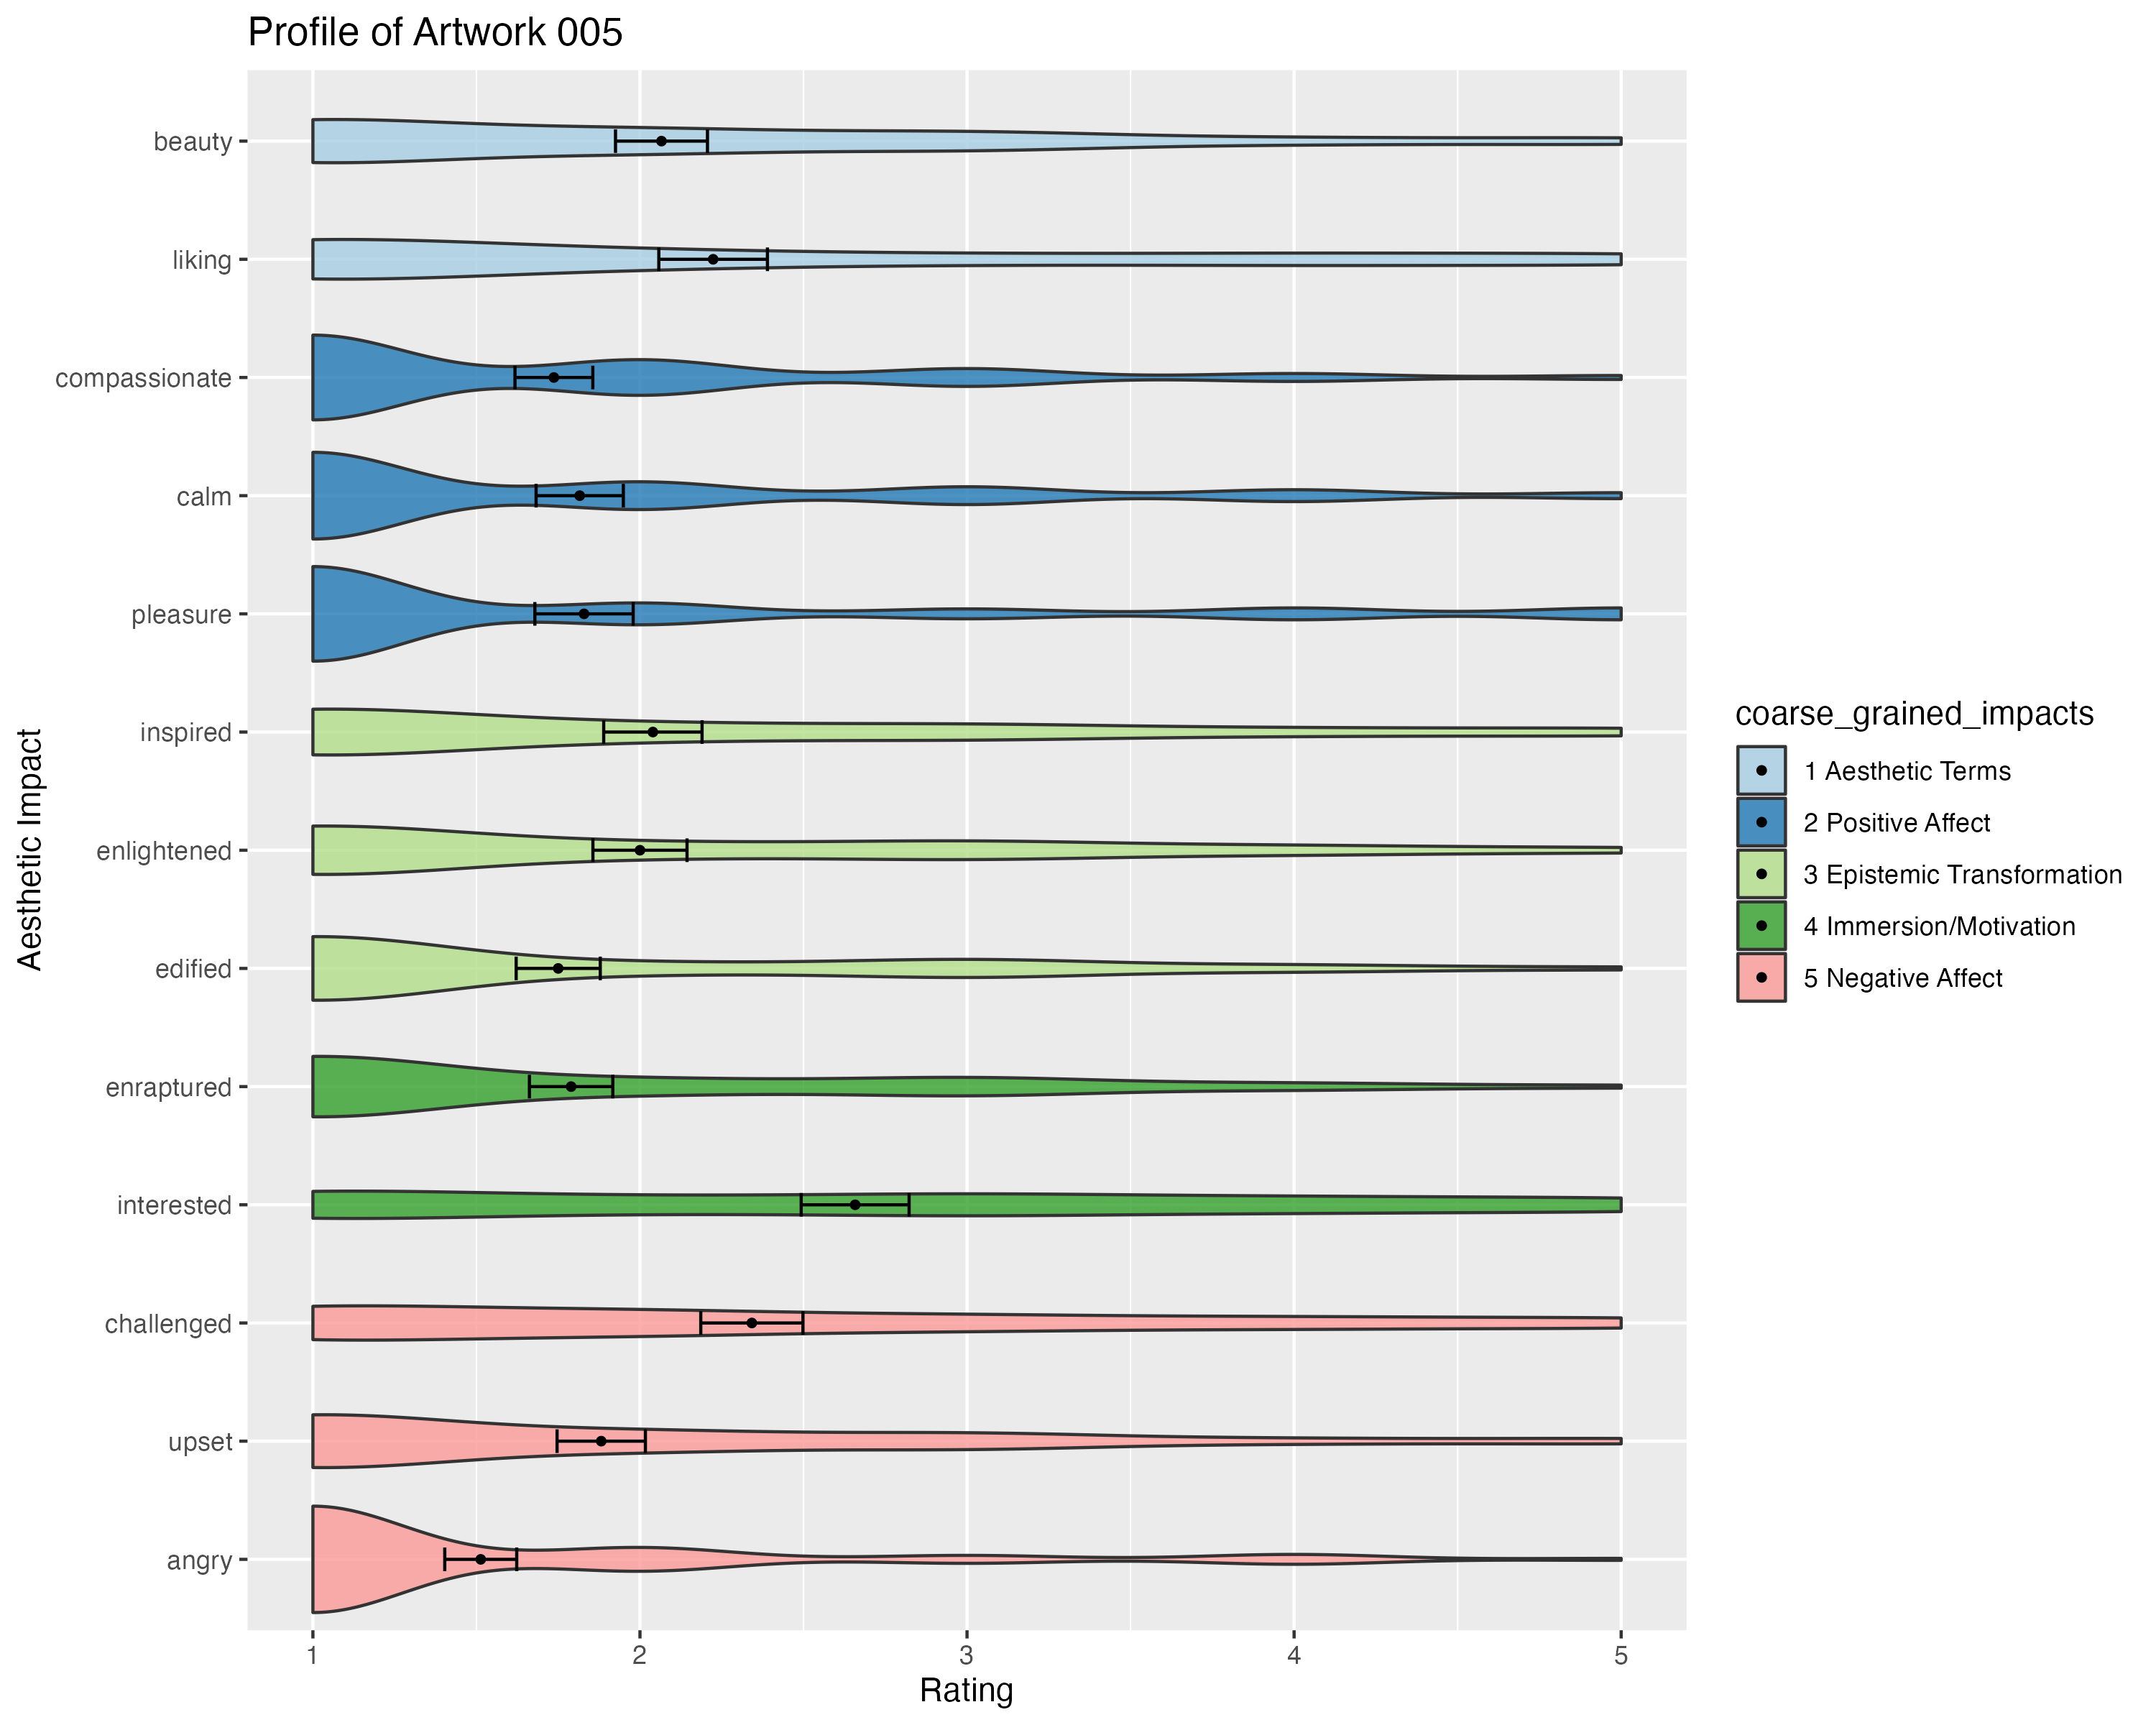 Profile of Artwork 005
Aesthetic Impact
beauty
liking
compassionate
calm
pleasure
inspired
enlightened
edified
enraptured
interested
challenged
upset
angry
1 2 3 4 5
Rating
coarse_grained_impacts
1 Aesthetic Terms
2 Positive Affect
3 Epistemic Transformation
4 Immersion/Motivation
5 Negative Affect